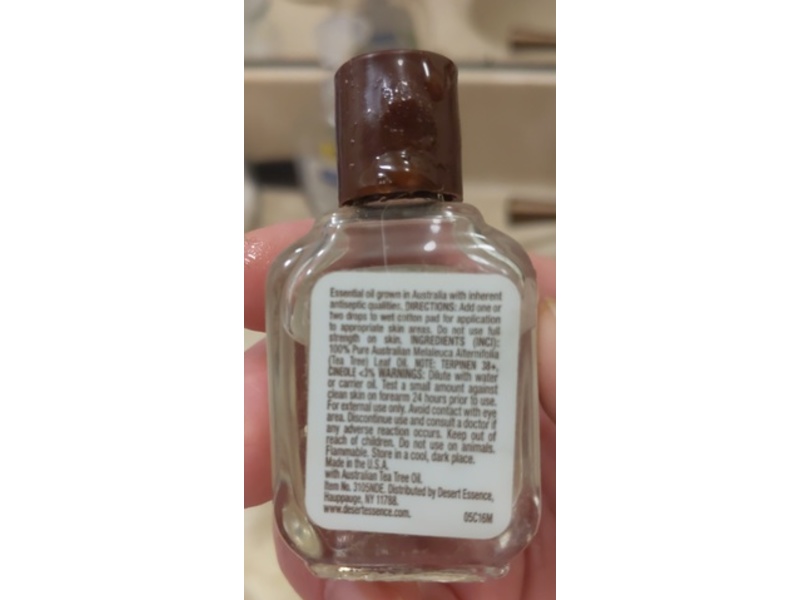 Essential oil grown in Australia with inherent
antiseptic qualities. DIRECTIONS: Add one or
two drops to wet cotton pad for application
to appropriate skin areas. Do not use full
strength on skin. INGREDIENTS (INCI):
100% Pure Australian Melaleuca Alternifolia
(Tea Tree) Leaf Oil. NOTE: TERPINEN 38+,
CINEOLE <3% WARNINGS: Dilute with water
or carrier oil. Test a small amount against
clean skin on forearm 24 hours prior to use.
For external use only. Avoid contact with eye
area. Discontinue use and consult a doctor if
any adverse reaction occurs. Keep out of
reach of children. Do not use on animals.
Flammable. Store in a cool, dark place.
Made in the U.S.A.
with Australian Tea Tree Oil.
Item No. 3105NDE. Distributed by Desert Essence,
Hauppauge, NY 11788.
www.desertessence.com.
05C16M